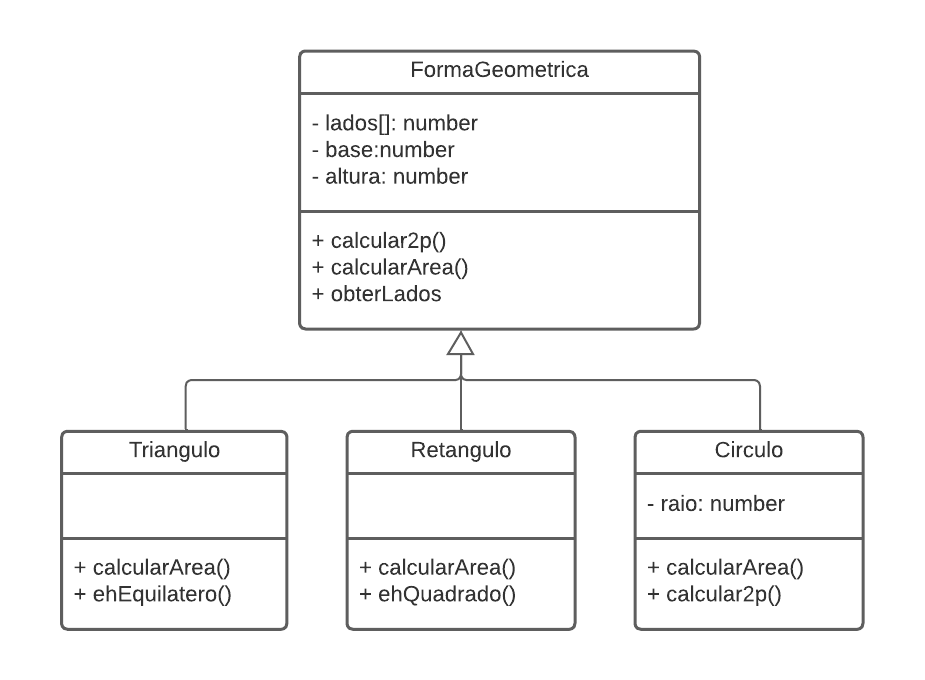 FormaGeometrica
- lados[]: number
- base:number
- altura: number
+ calcular2p()
+ calcularArea()
+ obterLados
Triangulo
+ calcularArea()
+ ehEquilatero()
Retangulo
+ calcularArea()
+ ehQuadrado()
Circulo
- raio: number
+ calcularArea()
+ calcular2p()